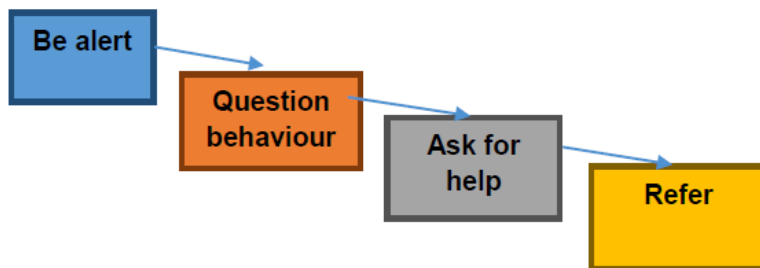 Be alert
Question
behaviour
Ask for
help
Refer